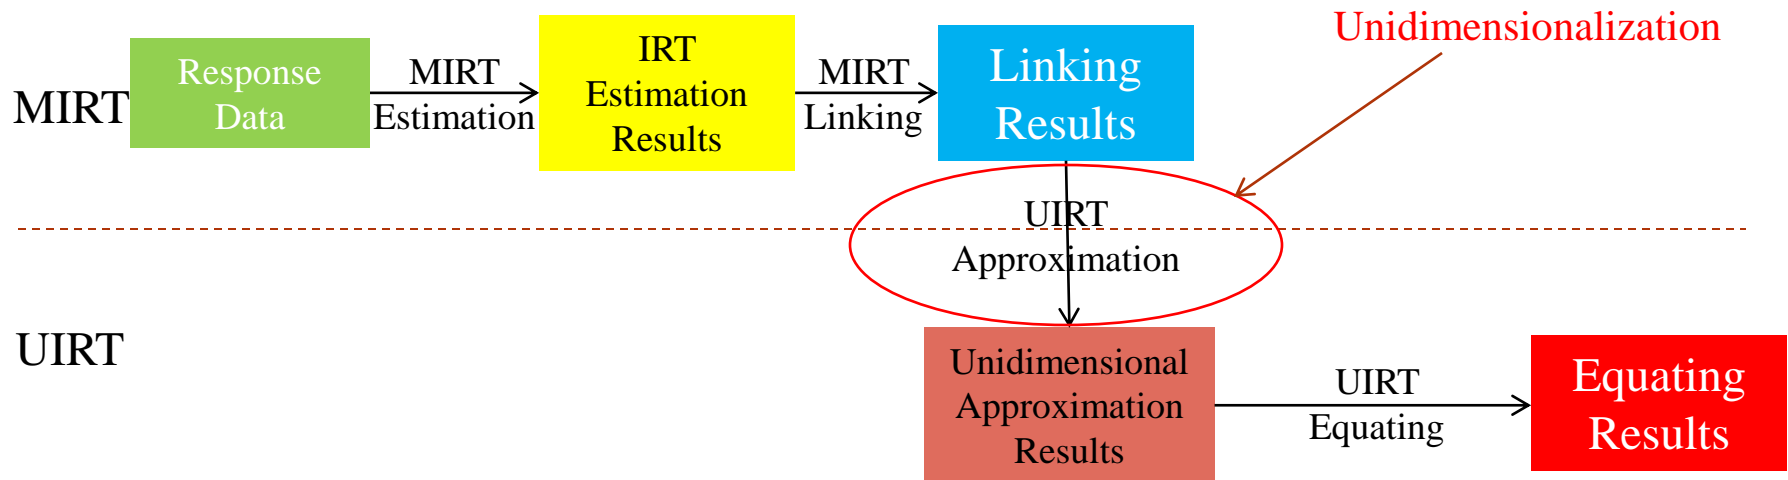 Unidimensionalization
MIRT
Response
Data
MIRT
Estimation
IRT
Estimation
Results
MIRT
Linking
Linking
Results
UIRT
Approximation
UIRT
Unidimensional
Approximation
Results
UIRT
Equating
Equating
Results